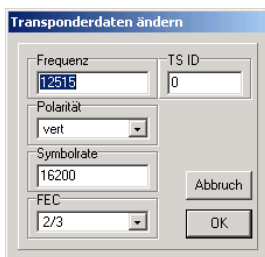 Transponderdaten ändern
Frequenz
12515
TS ID
0
Polarität
vert
Symbolrate
16200
FEC
2/3
Abbruch
OK